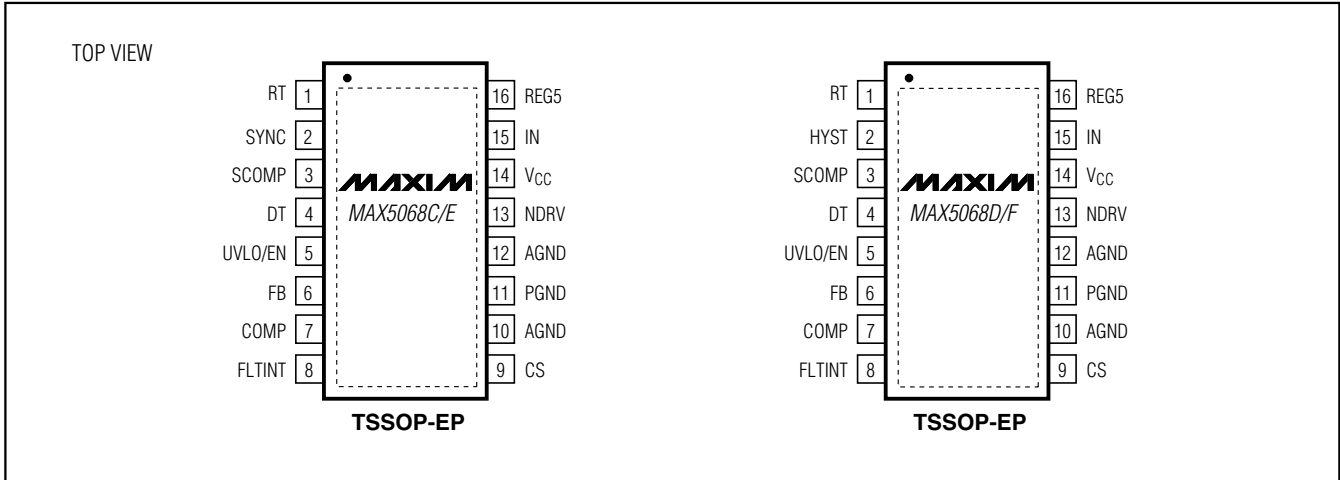 TOP VIEW
RT 1
SYNC 2
SCOMP 3
DT 4
UVLO/EN 5
FB 6
COMP 7
FLTINT 8
MAXIM
MAX5068C/E
16 REG5
15 IN
14 VCC
13 NDRV
12 AGND
11 PGND
10 AGND
9 CS
TSSOP-EP
RT 1
HYST 2
SCOMP 3
DT 4
UVLO/EN 5
FB 6
COMP 7
FLTINT 8
MAXIM
MAX5068D/F
16 REG5
15 IN
14 VCC
13 NDRV
12 AGND
11 PGND
10 AGND
9 CS
TSSOP-EP